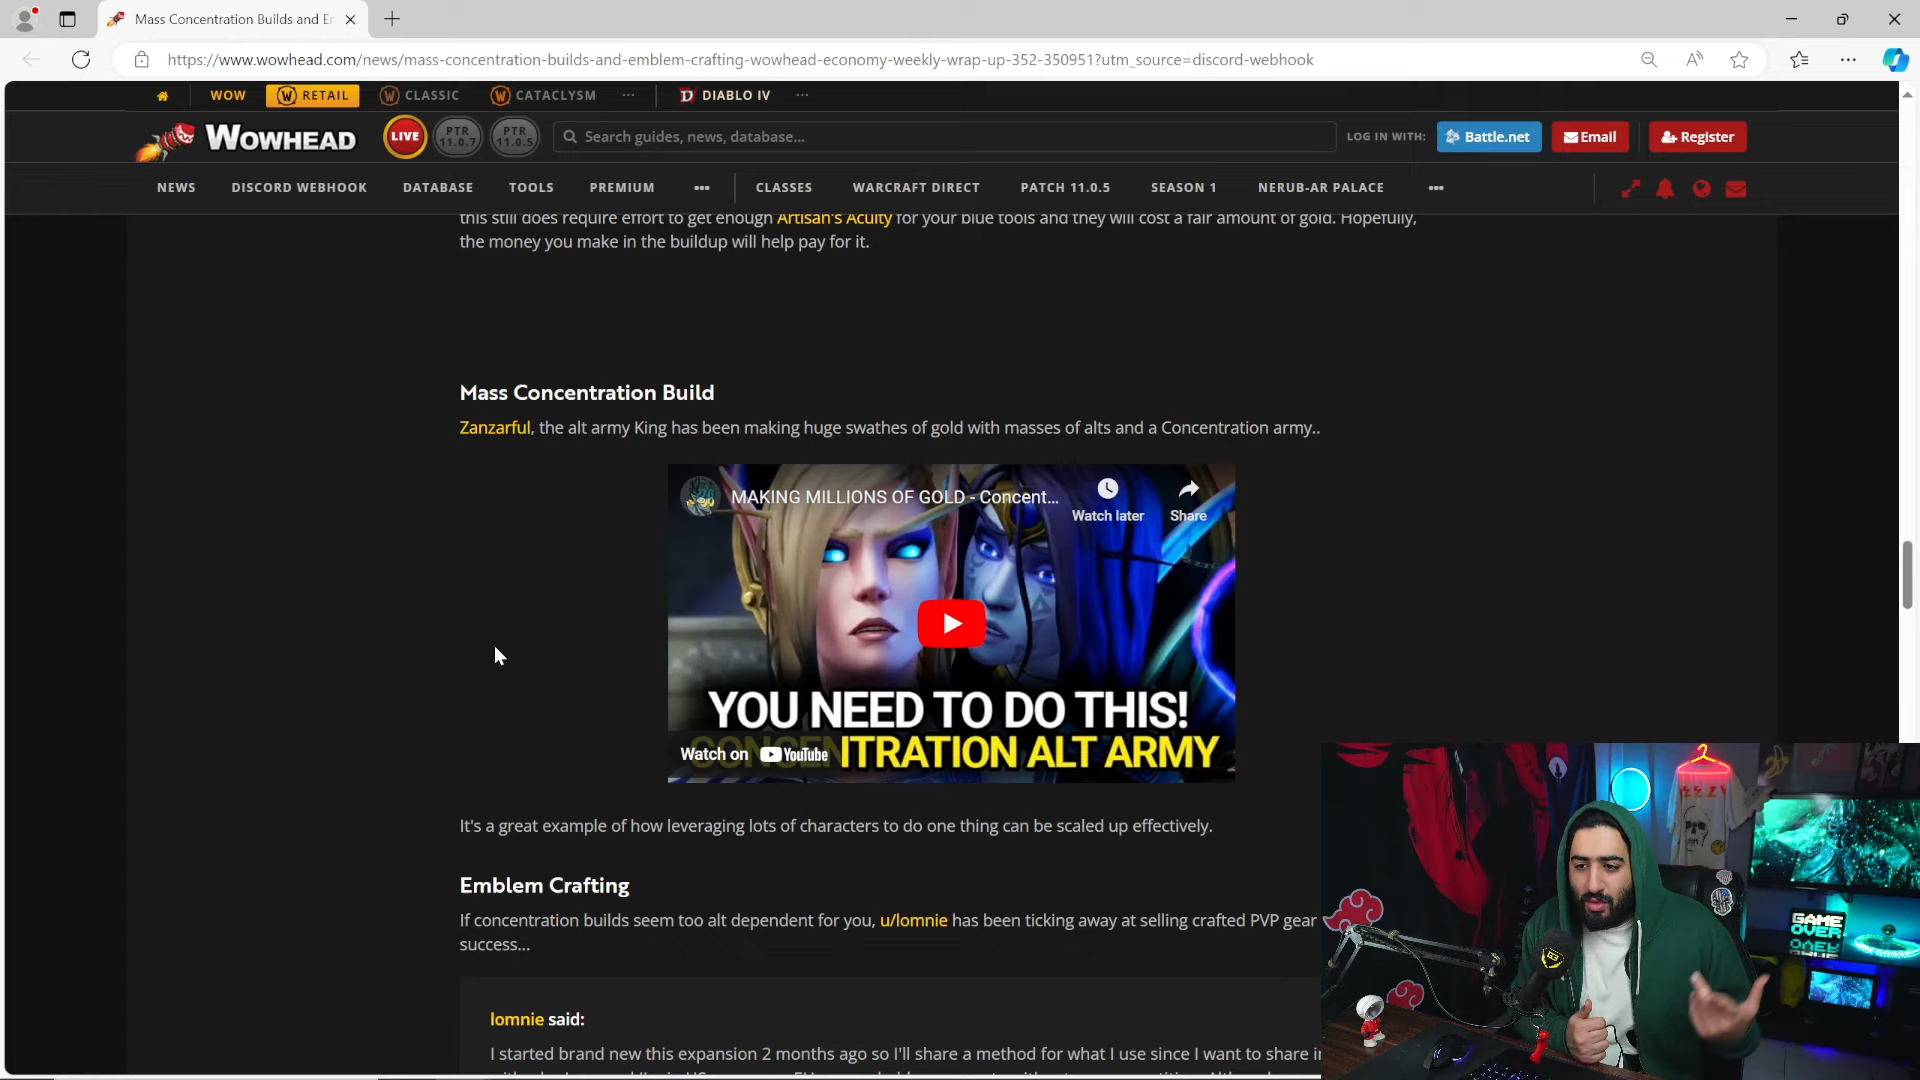 Mass Concentration Builds and Er
https://www.wowhead.com/news/mass-concentration-builds-and-emblem-crafting-wowhead-economy-weekly-wrap-up-352-350951?utm_source=discord-webhook
WOW RETAIL CLASSIC CATACLYSM ... DIABLO IV ...
WOWHEAD LIVE PTR 11.0.7 PTR 11.0.5 Search guides, news, database... LOG IN WITH: Battle.net Email Register
NEWS DISCORD WEBHOOK DATABASE TOOLS PREMIUM ... CLASSES WARCRAFT DIRECT PATCH 11.0.5 SEASON 1 NERUB-AR PALACE ...
this still does require effort to get enough Artisan's Acuity for your blue tools and they will cost a fair amount of gold. Hopefully,
the money you make in the buildup will help pay for it.
Mass Concentration Build
Zanzarful, the alt army King has been making huge swathes of gold with masses of alts and a Concentration army..
MAKING MILLIONS OF GOLD - Concent...
Watch later Share
YOU NEED TO DO THIS!
CONCENTRATION ALT ARMY
Watch on YouTube
It's a great example of how leveraging lots of characters to do one thing can be scaled up effectively.
Emblem Crafting
If concentration builds seem too alt dependent for you, u/lomnie has been ticking away at selling crafted PVP gear
success...
lomnie said:
I started brand new this expansion 2 months ago so I'll share a method for what I use since I want to share i
GAME
OVER